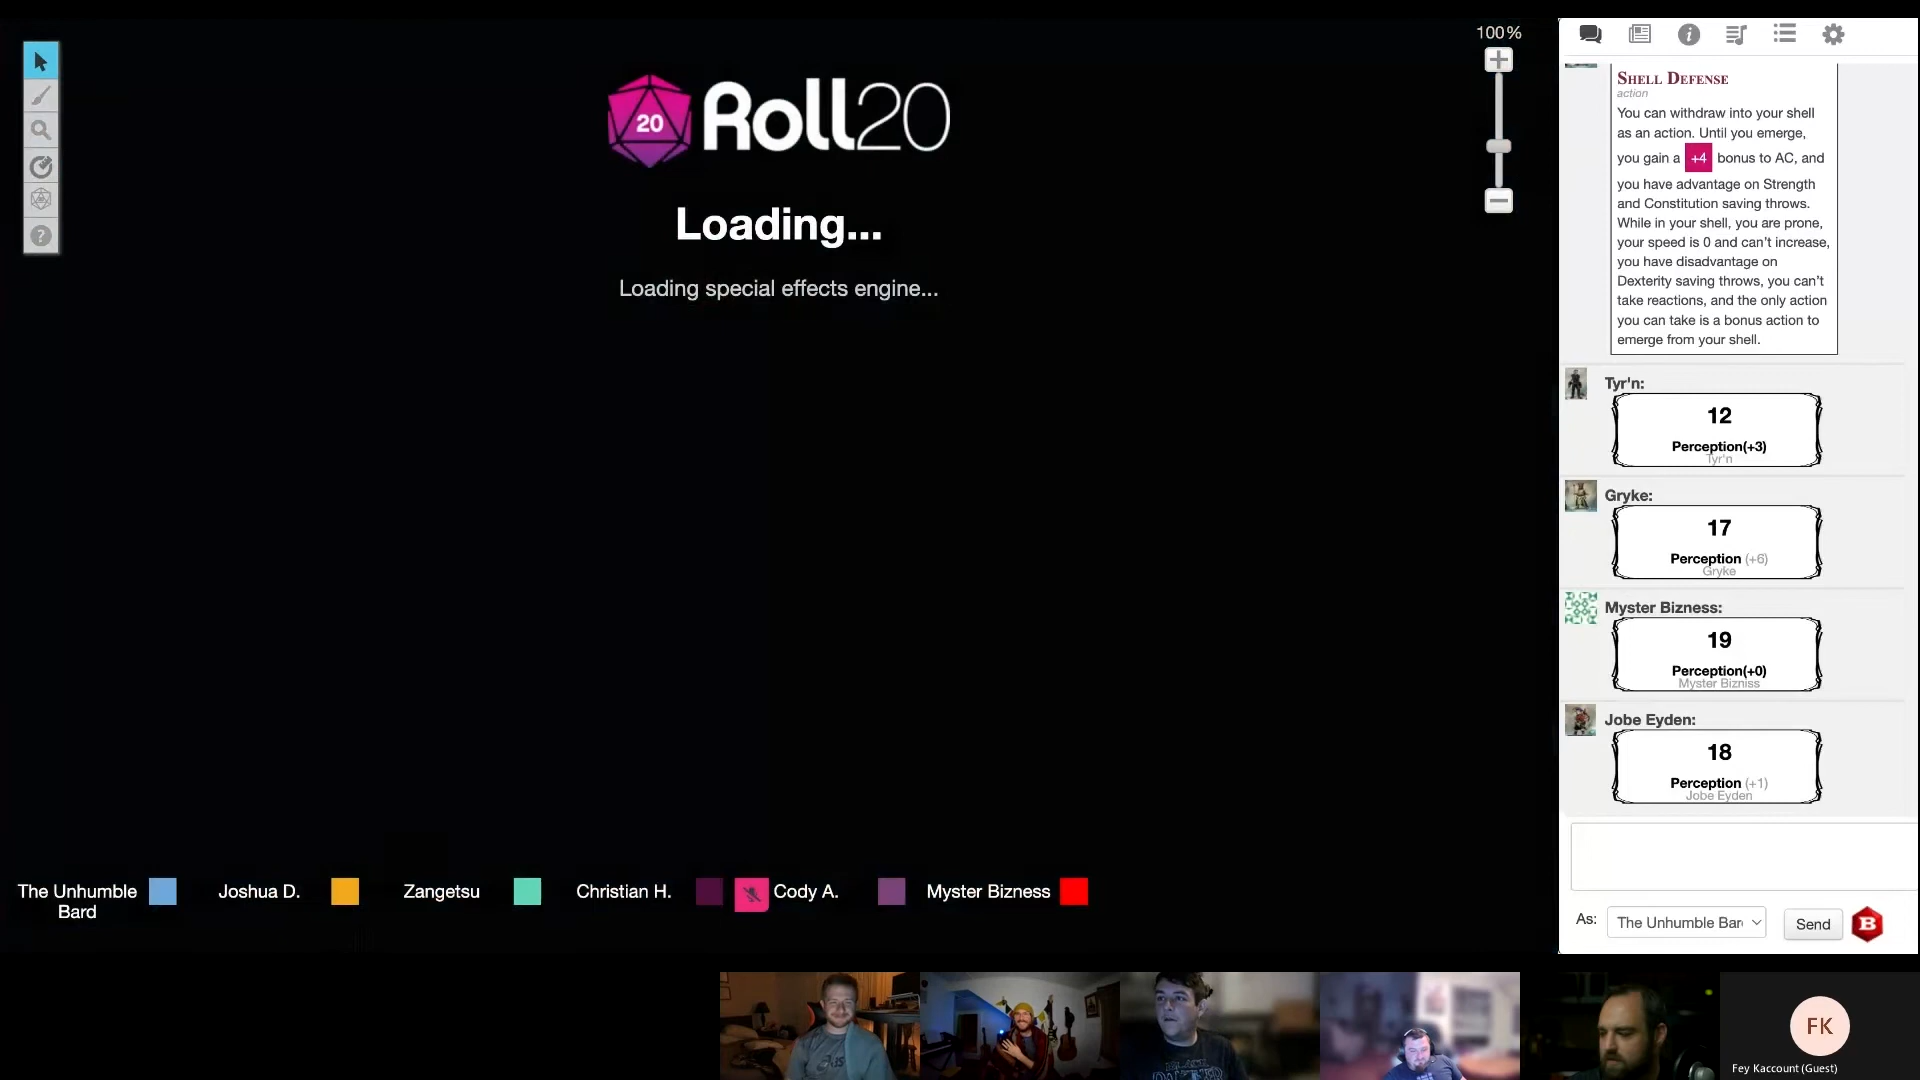 100%
20
Roll20
Loading...
Loading special effects engine...
SHELL DEFENSE
action
You can withdraw into your shell
as an action. Until you emerge,
you gain a +4 bonus to AC, and
you have advantage on Strength
and Constitution saving throws.
While in your shell, you are prone,
your speed is 0 and can't increase,
you have disadvantage on
Dexterity saving throws, you can't
take reactions, and the only action
you can take is a bonus action to
emerge from your shell.
Tyr'n:
12
Perception(+3)
Tyr'n
Gryke:
17
Perception (+6)
Gryke
Myster Bizness:
19
Perception(+0)
Myster Bizniss
Jobe Eyden:
18
Perception (+1)
Jobe Eyden
As:
The Unhumble Bar
Send
B
The Unhumble
Bard
Joshua D.
Zangetsu
Christian H.
Cody A.
Myster Bizness
FK
Fey Kaccount (Guest)